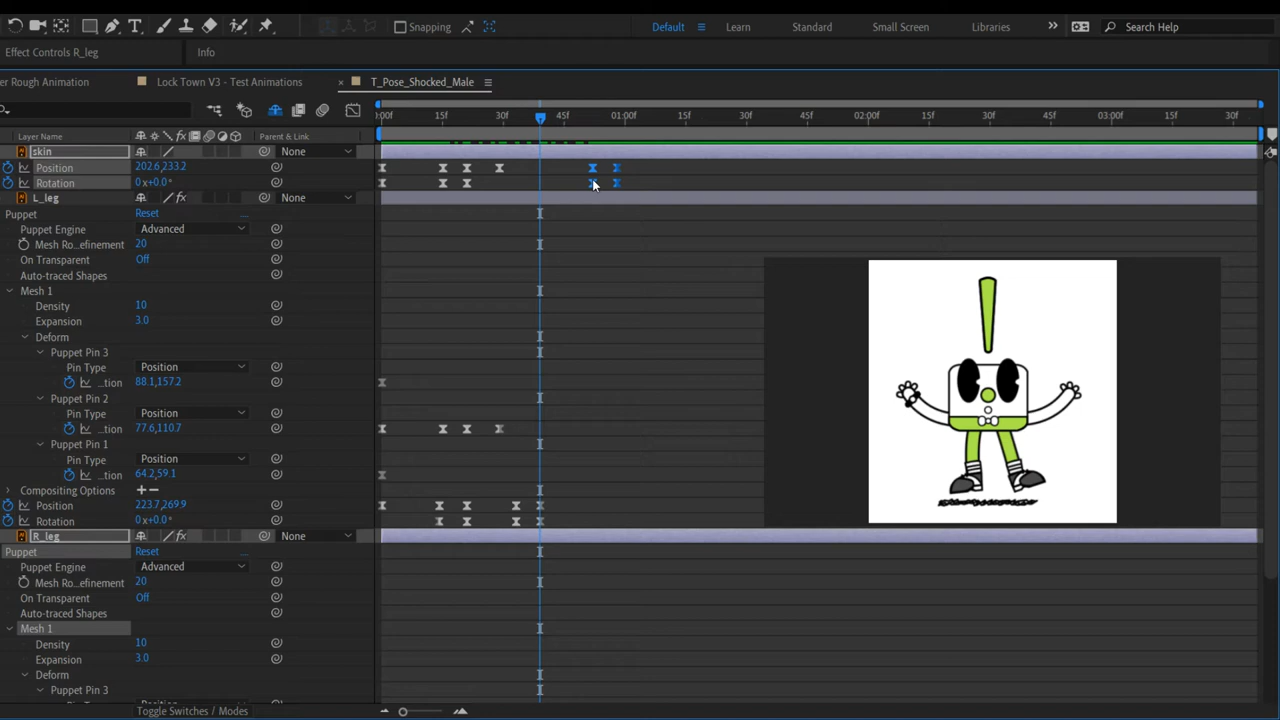 Snapping
Default
Learn
Standard
Small Screen
Libraries
Search Help
Effect Controls R_leg
Info
er Rough Animation
Lock Town V3 - Test Animations
T_Pose_Shocked_Male
0:00f 15f 30f 45f 01:00f 15f 30f 45f 02:00f 15f 30f 45f 03:00f 15f 30f
Layer Name
Parent & Link
skin None
Position 202.6,233.2
Rotation 0x+0.0°
L_leg None
Puppet Reset ...
Puppet Engine Advanced
Mesh Ro...efinement 20
On Transparent Off
Auto-traced Shapes
Mesh 1
Density 10
Expansion 3.0
Deform
Puppet Pin 3
Pin Type Position
...tion 88.1,157.2
Puppet Pin 2
Pin Type Position
...tion 77.6,110.7
Puppet Pin 1
Pin Type Position
...tion 64.2,59.1
Compositing Options +–
Position 223.7,269.9
Rotation 0x+0.0°
R_leg None
Puppet Reset ...
Puppet Engine Advanced
Mesh Ro...efinement 20
On Transparent Off
Auto-traced Shapes
Mesh 1
Density 10
Expansion 3.0
Deform
Puppet Pin 3
Toggle Switches / Modes